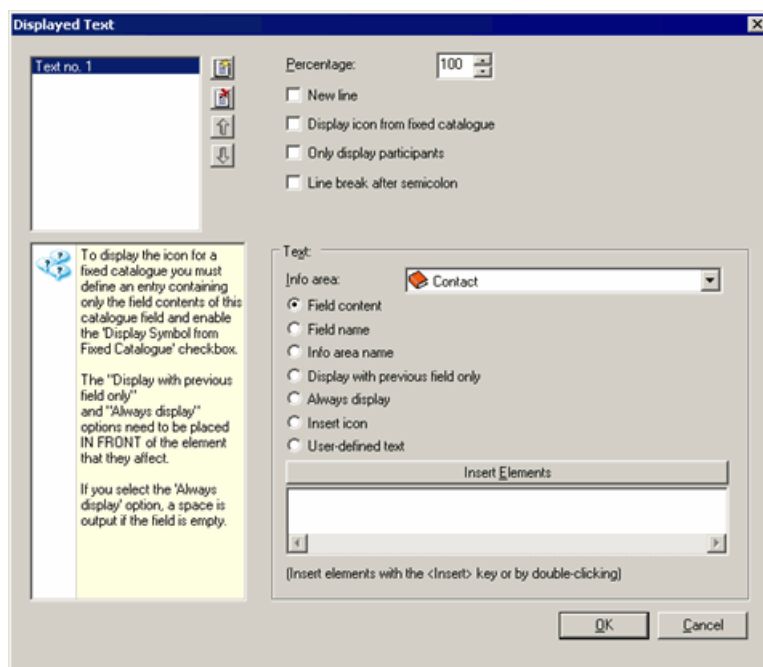 Displayed Text
Text no. 1
Percentage:
100
New line
Display icon from fixed catalogue
Only display participants
Line break after semicolon
To display the icon for a
fixed catalogue you must
define an entry containing
only the field contents of this
catalogue field and enable
the 'Display Symbol from
Fixed Catalogue' checkbox.
The "Display with previous
field only"
and "Always display"
options need to be placed
IN FRONT of the element
that they affect.
If you select the 'Always
display' option, a space is
output if the field is empty.
Text:
Info area:
Contact
Field content
Field name
Info area name
Display with previous field only
Always display
Insert icon
User-defined text
Insert Elements
(Insert elements with the <Insert> key or by double-clicking)
OK
Cancel